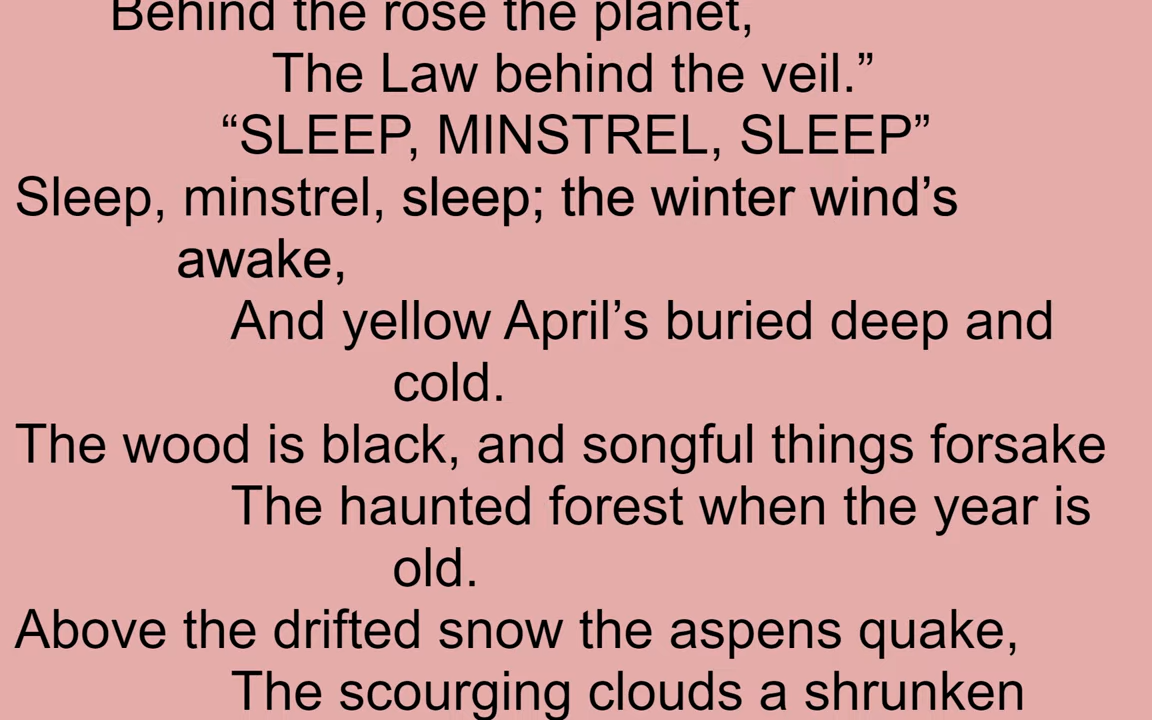 Behind the rose the planet,
The Law behind the veil.”
“SLEEP, MINSTREL, SLEEP”
Sleep, minstrel, sleep; the winter wind’s
awake,
And yellow April’s buried deep and
cold.
The wood is black, and songful things forsake
The haunted forest when the year is
old.
Above the drifted snow the aspens quake,
The scourging clouds a shrunken